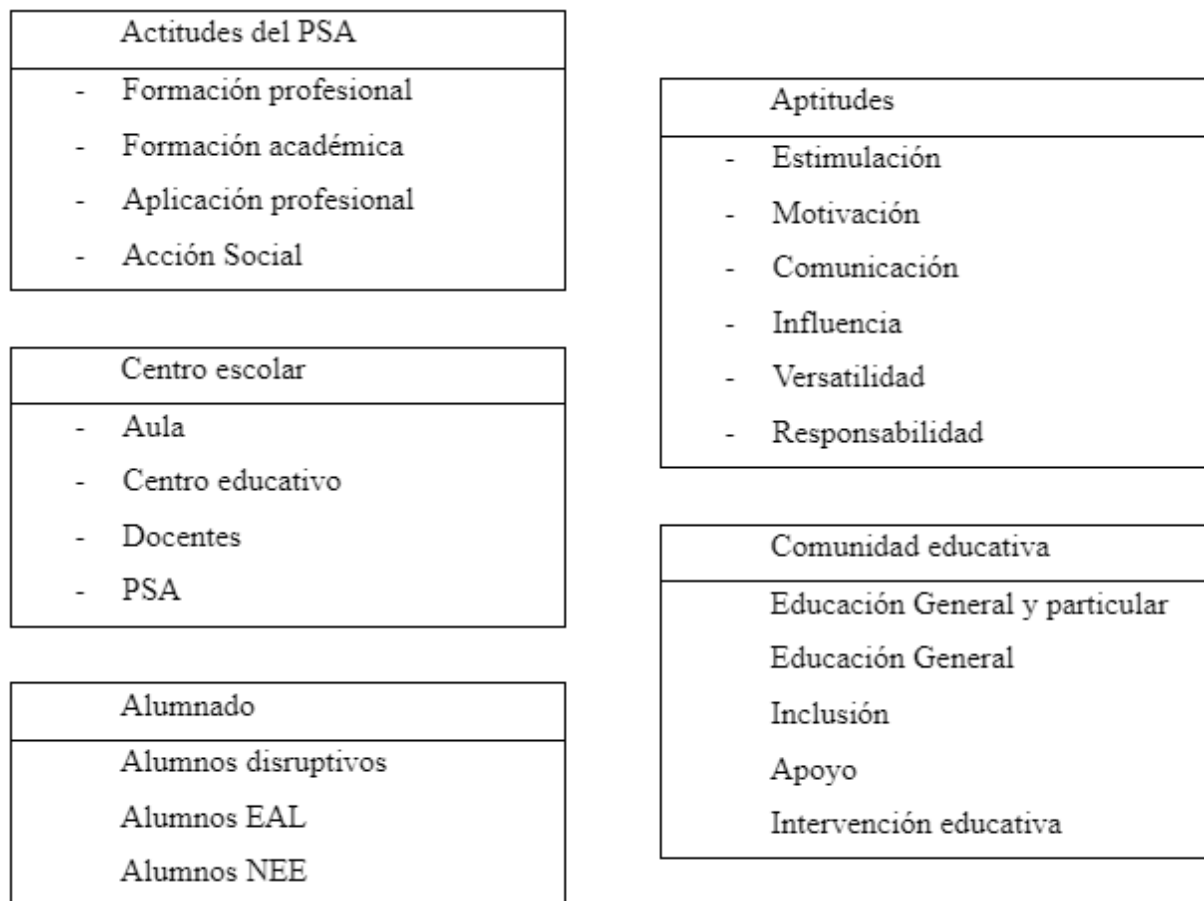 Actitudes del PSA
- Formación profesional
- Formación académica
- Aplicación profesional
- Acción Social
Centro escolar
- Aula
- Centro educativo
- Docentes
- PSA
Alumnado
Alumnos disruptivos
Alumnos EAL
Alumnos NEE
Aptitudes
- Estimulación
- Motivación
- Comunicación
- Influencia
- Versatilidad
- Responsabilidad
Comunidad educativa
Educación General y particular
Educación General
Inclusión
Apoyo
Intervención educativa